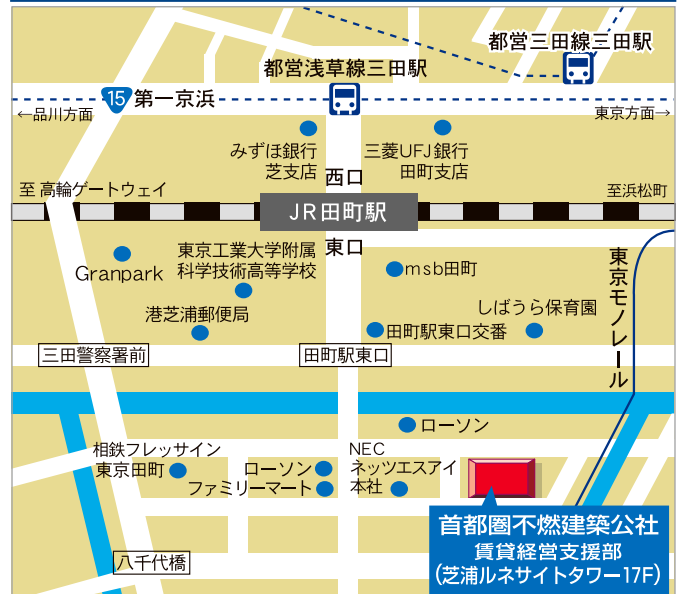 都営三田線三田駅
都営浅草線三田駅
15 第一京浜
←品川方面
東京方面→
みずほ銀行
芝支店
三菱UFJ銀行
田町支店
西口
至 高輪ゲートウェイ
至浜松町
JR田町駅
東口
東京工業大学附属
科学技術高等学校
Granpark
msb田町
東京モノレール
港芝浦郵便局
しばうら保育園
田町駅東口交番
三田警察署前
田町駅東口
ローソン
相鉄フレッサイン
東京田町
ローソン
ファミリーマート
NEC
ネッツエスアイ
本社
首都圏不燃建築公社
賃貸経営支援部
(芝浦ルネサイトタワー17F)
八千代橋